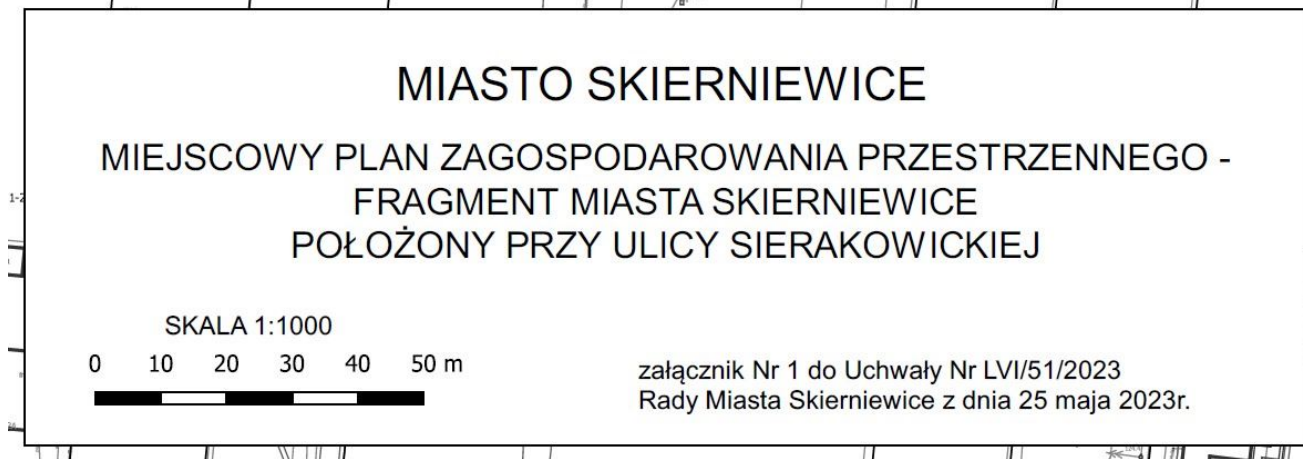 MIASTO SKIERNIEWICE
MIEJSCOWY PLAN ZAGOSPODAROWANIA PRZESTRZENNEGO -
FRAGMENT MIASTA SKIERNIEWICE
POŁOŻONY PRZY ULICY SIERAKOWICKIEJ
SKALA 1:1000
0 10 20 30 40 50 m
załącznik Nr 1 do Uchwały Nr LVI/51/2023
Rady Miasta Skierniewice z dnia 25 maja 2023r.